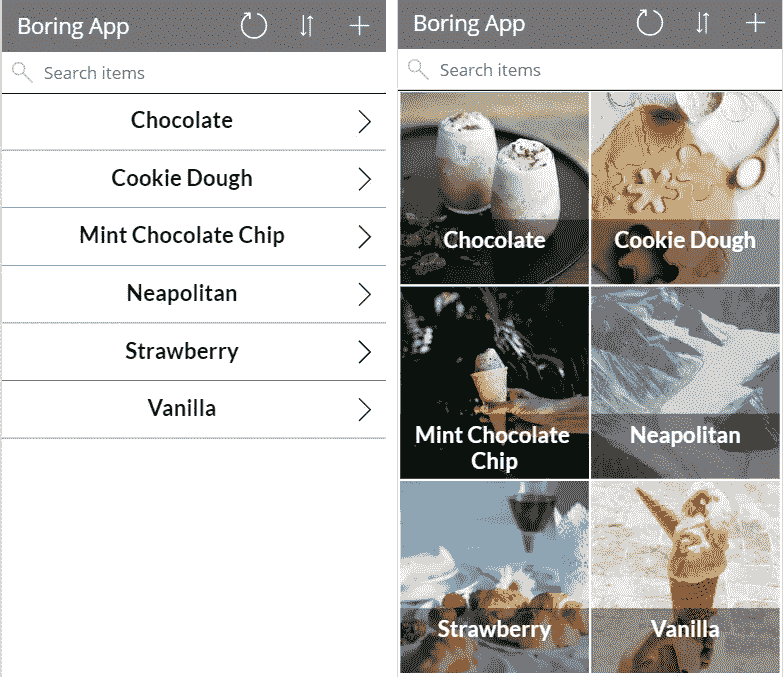 Boring App
Search items
Chocolate
Cookie Dough
Mint Chocolate Chip
Neapolitan
Strawberry
Vanilla
Boring App
Search items
Chocolate
Cookie Dough
Mint Chocolate
Chip
Neapolitan
Strawberry
Vanilla